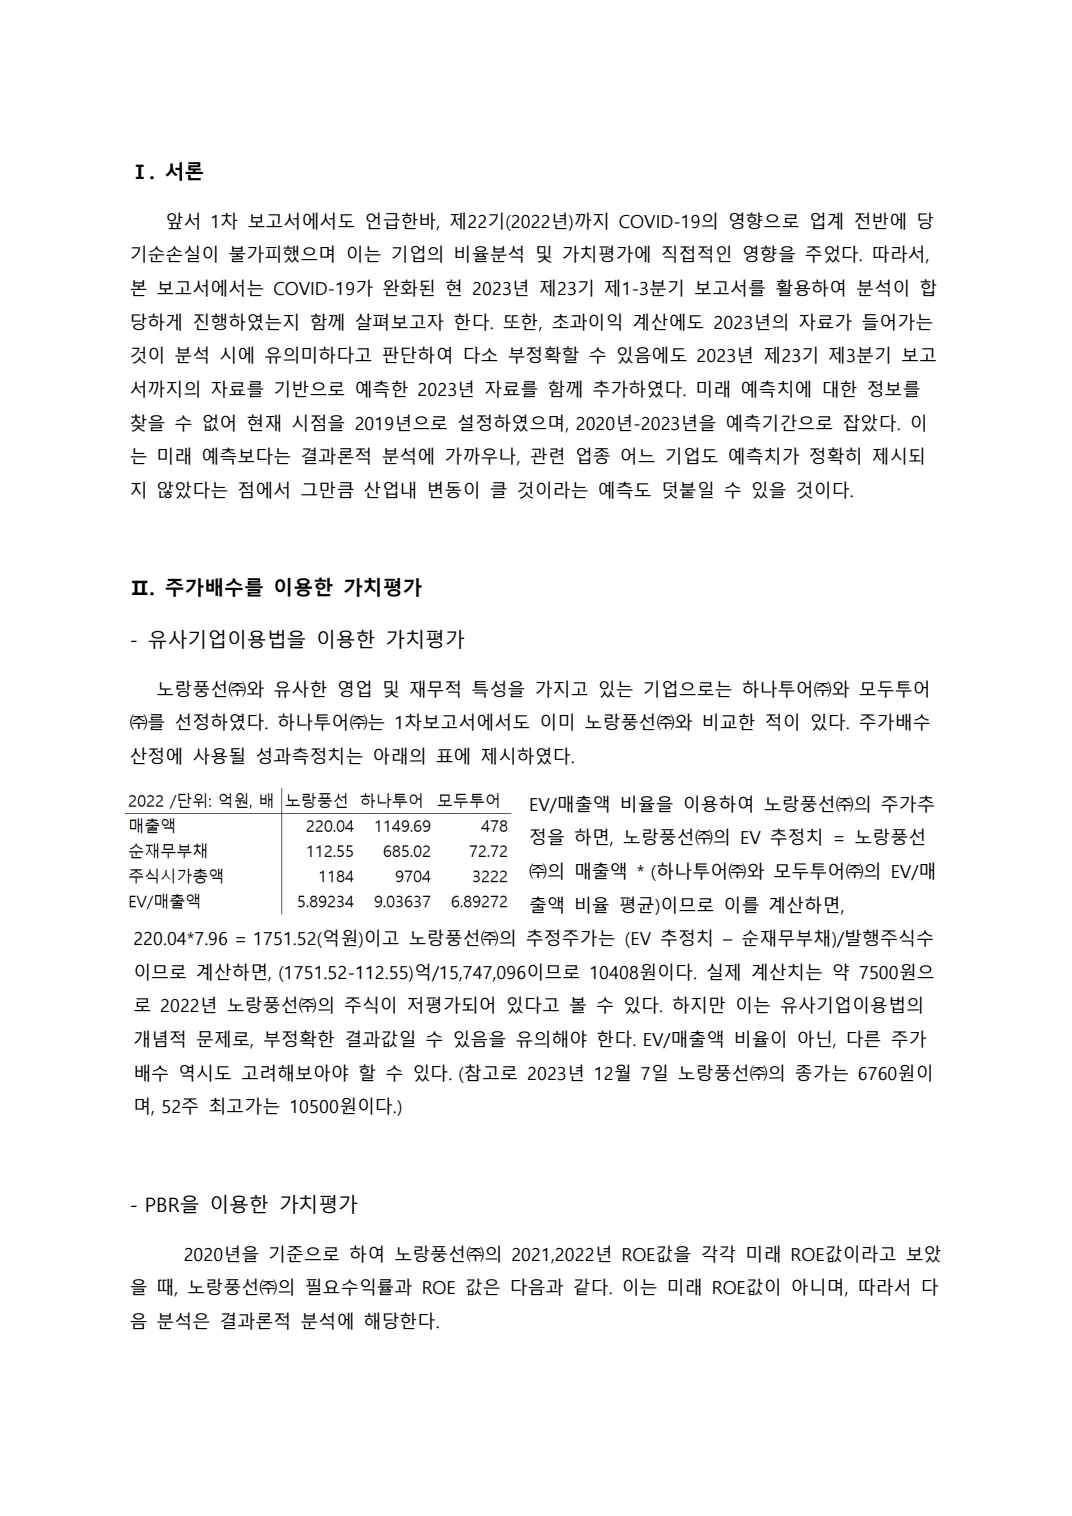 Ⅰ. 서론
앞서 1차 보고서에서도 언급한바, 제22기(2022년)까지 COVID-19의 영향으로 업계 전반에 당
기순손실이 불가피했으며 이는 기업의 비율분석 및 가치평가에 직접적인 영향을 주었다. 따라서,
본 보고서에서는 COVID-19가 완화된 현 2023년 제23기 제1-3분기 보고서를 활용하여 분석이 합
당하게 진행하였는지 함께 살펴보고자 한다. 또한, 초과이익 계산에도 2023년의 자료가 들어가는
것이 분석 시에 유의미하다고 판단하여 다소 부정확할 수 있음에도 2023년 제23기 제3분기 보고
서까지의 자료를 기반으로 예측한 2023년 자료를 함께 추가하였다. 미래 예측치에 대한 정보를
찾을 수 없어 현재 시점을 2019년으로 설정하였으며, 2020년-2023년을 예측기간으로 잡았다. 이
는 미래 예측보다는 결과론적 분석에 가까우나, 관련 업종 어느 기업도 예측치가 정확히 제시되
지 않았다는 점에서 그만큼 산업내 변동이 클 것이라는 예측도 덧붙일 수 있을 것이다.
Ⅱ. 주가배수를 이용한 가치평가
- 유사기업이용법을 이용한 가치평가
노랑풍선㈜와 유사한 영업 및 재무적 특성을 가지고 있는 기업으로는 하나투어㈜와 모두투어
㈜를 선정하였다. 하나투어㈜는 1차보고서에서도 이미 노랑풍선㈜와 비교한 적이 있다. 주가배수
산정에 사용될 성과측정치는 아래의 표에 제시하였다.
2022 /단위: 억원, 배 노랑풍선 하나투어 모두투어
매출액 220.04 1149.69 478
순재무부채 112.55 685.02 72.72
주식시가총액 1184 9704 3222
EV/매출액 5.89234 9.03637 6.89272
EV/매출액 비율을 이용하여 노랑풍선㈜의 주가추
정을 하면, 노랑풍선㈜의 EV 추정치 = 노랑풍선
㈜의 매출액 * (하나투어㈜와 모두투어㈜의 EV/매
출액 비율 평균)이므로 이를 계산하면,
220.04*7.96 = 1751.52(억원)이고 노랑풍선㈜의 추정주가는 (EV 추정치 – 순재무부채)/발행주식수
이므로 계산하면, (1751.52-112.55)억/15,747,096이므로 10408원이다. 실제 계산치는 약 7500원으
로 2022년 노랑풍선㈜의 주식이 저평가되어 있다고 볼 수 있다. 하지만 이는 유사기업이용법의
개념적 문제로, 부정확한 결과값일 수 있음을 유의해야 한다. EV/매출액 비율이 아닌, 다른 주가
배수 역시도 고려해보아야 할 수 있다. (참고로 2023년 12월 7일 노랑풍선㈜의 종가는 6760원이
며, 52주 최고가는 10500원이다.)
- PBR을 이용한 가치평가
2020년을 기준으로 하여 노랑풍선㈜의 2021,2022년 ROE값을 각각 미래 ROE값이라고 보았
을 때, 노랑풍선㈜의 필요수익률과 ROE 값은 다음과 같다. 이는 미래 ROE값이 아니며, 따라서 다
음 분석은 결과론적 분석에 해당한다.